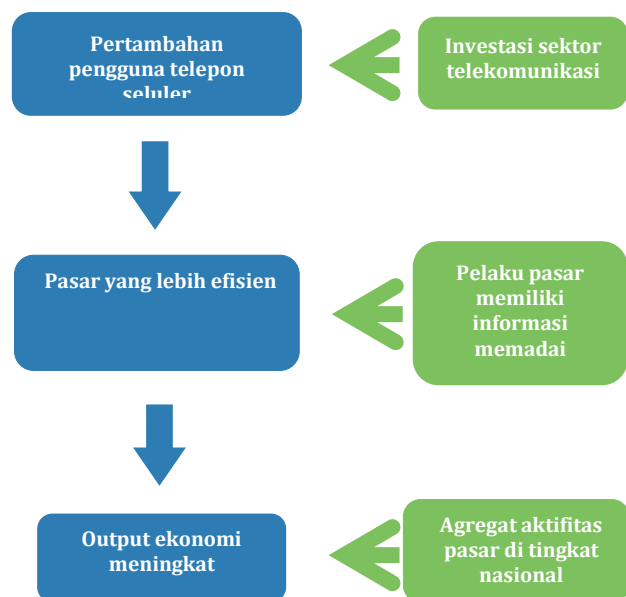 Pertambahan
pengguna telepon
seluler
Investasi sektor
telekomunikasi
Pasar yang lebih efisien
Pelaku pasar
memiliki
informasi
memadai
Output ekonomi
meningkat
Agregat aktifitas
pasar di tingkat
nasional